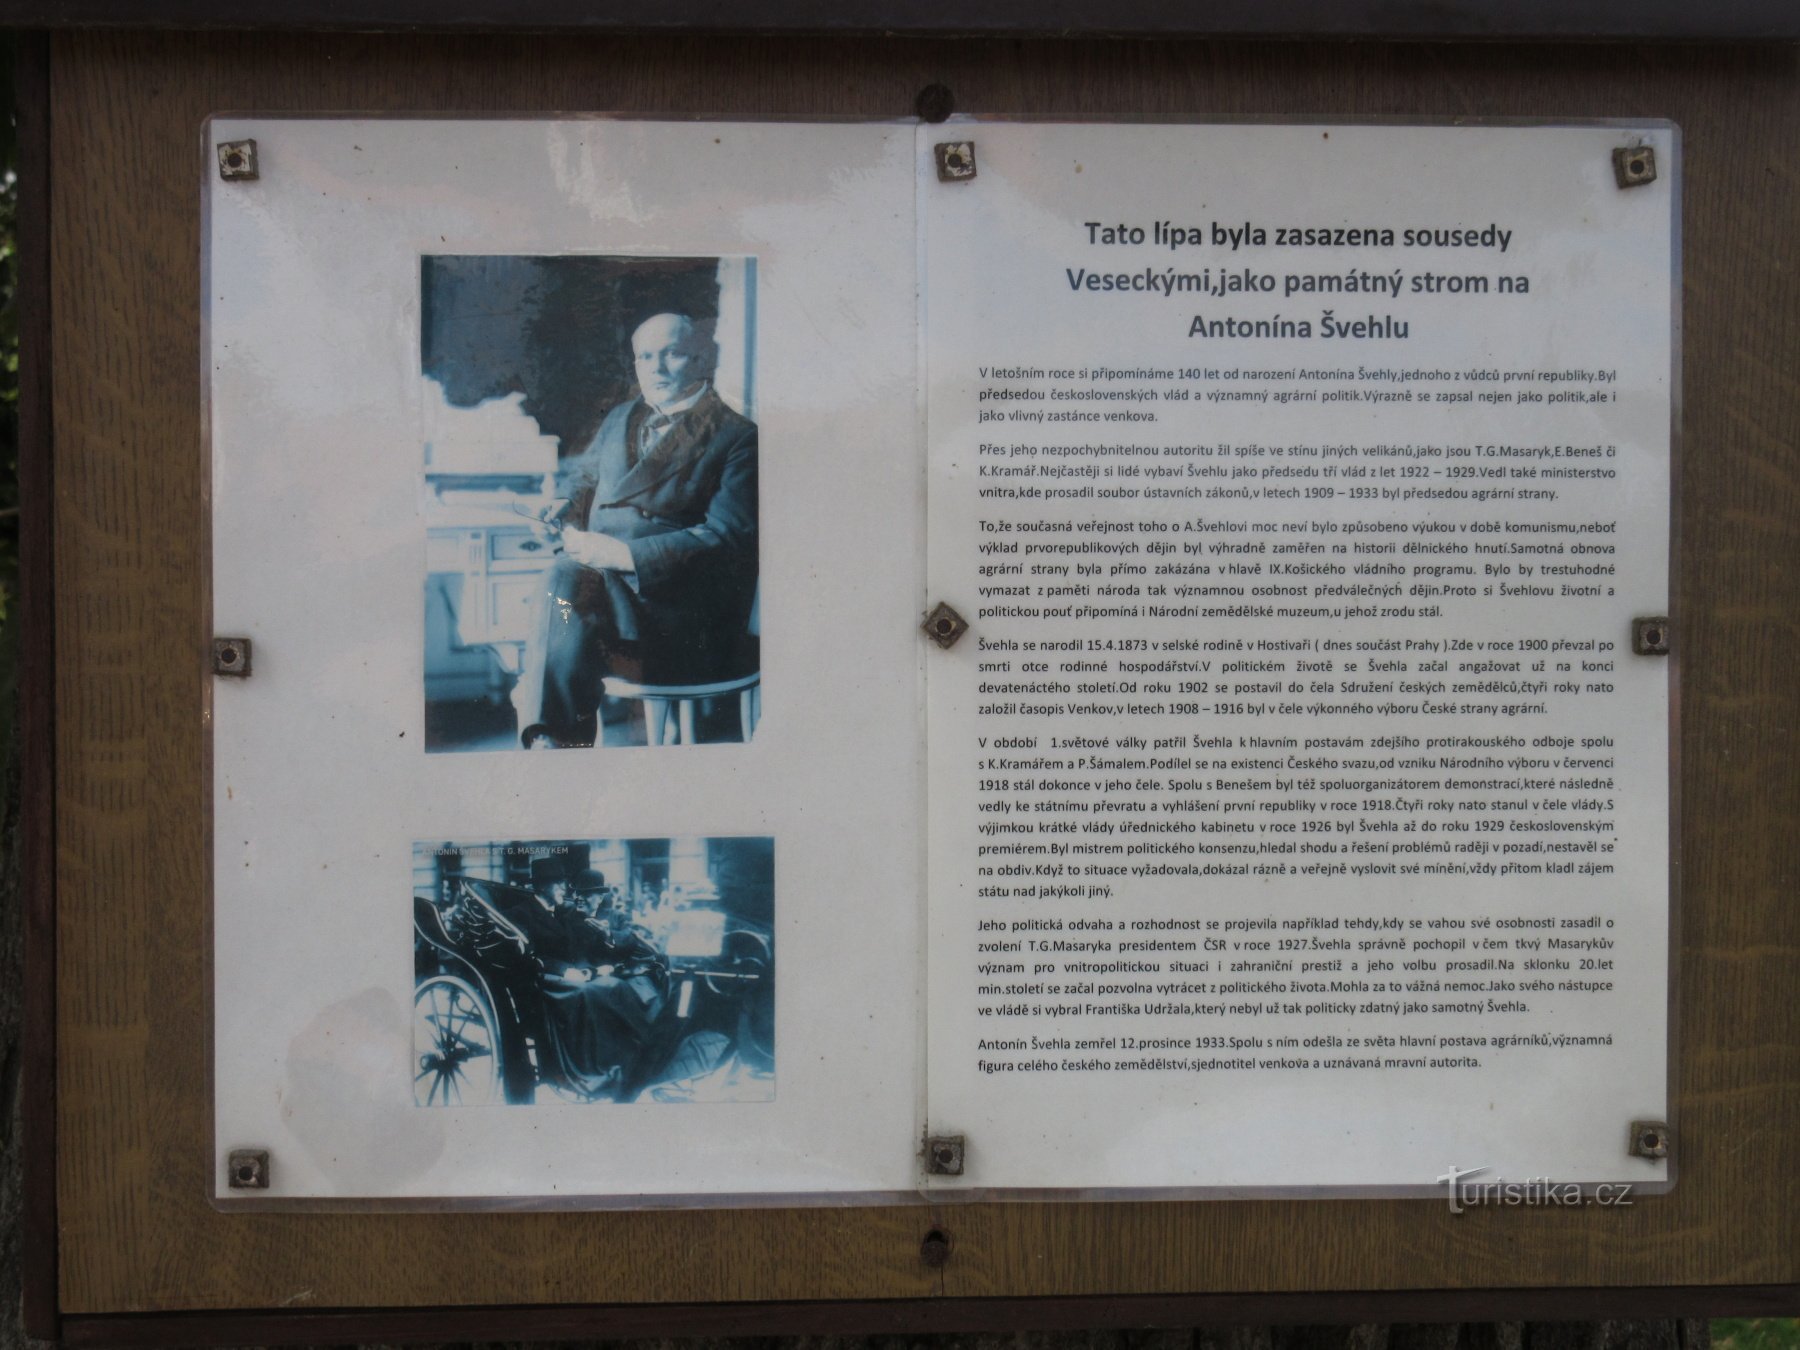 Tato lípa byla zasazena sousedy
Veseckými,jako památný strom na
Antonína Švehlu
V letošním roce si připomínáme 140 let od narození Antonína Švehly,jednoho z vůdců první republiky.Byl
předsedou československých vlád a významný agrární politik.Výrazně se zapsal nejen jako politik,ale i
jako vlivný zastánce venkova.
Přes jeho nezpochybnitelnou autoritu žil spíše ve stínu jiných velikánů,jako jsou T.G.Masaryk,E.Beneš či
K.Kramář.Nejčastěji si lidé vybaví Švehlu jako předsedu tří vlád z let 1922 – 1929.Vedl také ministerstvo
vnitra,kde prosadil soubor ústavních zákonů,v letech 1909 – 1933 byl předsedou agrární strany.
To,že současná veřejnost toho o A.Švehlovi moc neví bylo způsobeno výukou v době komunismu,neboť
výklad prvorepublikových dějin byl výhradně zaměřen na historii dělnického hnutí.Samotná obnova
agrární strany byla přímo zakázána v hlavě IX.Košického vládního programu. Bylo by trestuhodné
vymazat z paměti národa tak významnou osobnost předválečných dějin.Proto si Švehlovu životní a
politickou pouť připomíná i Národní zemědělské muzeum,u jehož zrodu stál.
Švehla se narodil 15.4.1873 v selské rodině v Hostivaři ( dnes součást Prahy ).Zde v roce 1900 převzal po
smrti otce rodinné hospodářství.V politickém životě se Švehla začal angažovat už na konci
devatenáctého století.Od roku 1902 se postavil do čela Sdružení českých zemědělců,čtyři roky nato
založil časopis Venkov,v letech 1908 – 1916 byl v čele výkonného výboru České strany agrární.
V období 1.světové války patřil Švehla k hlavním postavám zdejšího protirakouského odboje spolu
s K.Kramářem a P.Šámalem.Podílel se na existenci Českého svazu,od vzniku Národního výboru v červenci
1918 stál dokonce v jeho čele. Spolu s Benešem byl též spoluorganizátorem demonstrací,které následně
vedly ke státnímu převratu a vyhlášení první republiky v roce 1918.Čtyři roky nato stanul v čele vlády.S
výjimkou krátké vlády úřednického kabinetu v roce 1926 byl Švehla až do roku 1929 československým
premiérem.Byl mistrem politického konsenzu,hledal shodu a řešení problémů raději v pozadí,nestavěl se
na obdiv.Když to situace vyžadovala,dokázal rázně a veřejně vyslovit své mínění,vždy přitom kladl zájem
státu nad jakýkoli jiný.
Jeho politická odvaha a rozhodnost se projevila například tehdy,kdy se vahou své osobnosti zasadil o
zvolení T.G.Masaryka presidentem ČSR v roce 1927.Švehla správně pochopil v čem tkvý Masarykův
význam pro vnitropolitickou situaci i zahraniční prestiž a jeho volbu prosadil.Na sklonku 20.let
min.století se začal pozvolna vytrácet z politického života.Mohla za to vážná nemoc.Jako svého nástupce
ve vládě si vybral Františka Udržala,který nebyl už tak politicky zdatný jako samotný Švehla.
Antonín Švehla zemřel 12.prosince 1933.Spolu s ním odešla ze světa hlavní postava agrárníků,významná
figura celého českého zemědělství,sjednotitel venkova a uznávaná mravní autorita.
ANTONÍN ŠVEHLA S T. G. MASARYKEM
Turistika.cz